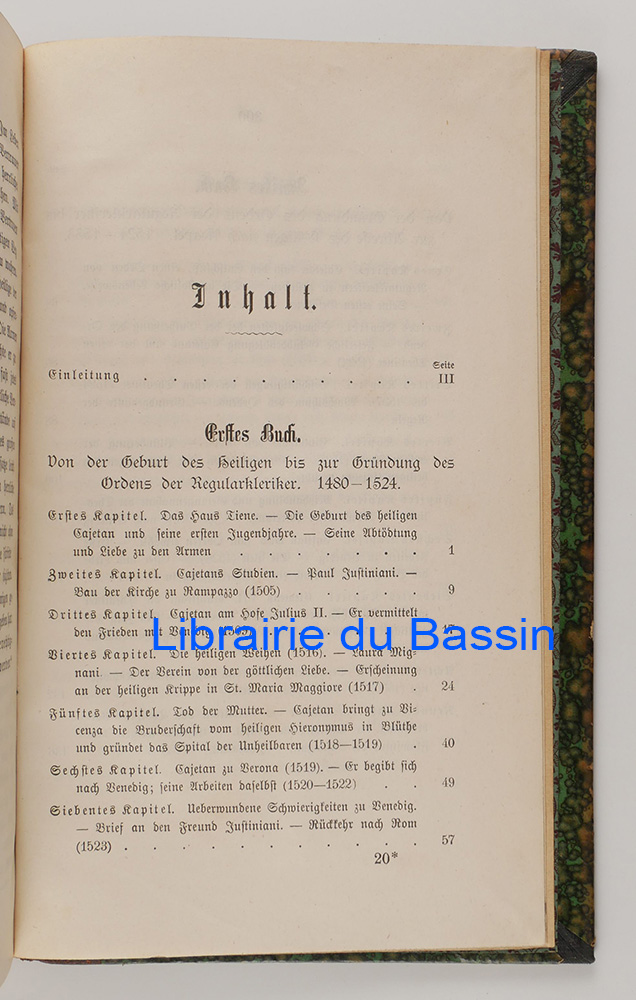 Inhalt.
Seite
Einleitung . . . . . . . . . . III
Erstes Buch.
Von der Geburt des Heiligen bis zur Gründung des
Ordens der Regularkleriker. 1480–1524.
Erstes Kapitel. Das Haus Tiene. — Die Geburt des heiligen
Cajetan und seine ersten Jugendjahre. — Seine Abtödtung
und Liebe zu den Armen . . . . . . . 1
Zweites Kapitel. Cajetans Studien. — Paul Justiniani. —
Bau der Kirche zu Rampazzo (1505) . . . . . 9
Drittes Kapitel. Cajetan am Hofe Julius II. — Er vermittelt
den Frieden mit Venedig
Librairie du Bassin
Viertes Kapitel. Die heiligen Weihen (1516). — Laura Mig-
nani. — Der Verein von der göttlichen Liebe. — Erscheinung
an der heiligen Krippe in St. Maria Maggiore (1517) . 24
Fünftes Kapitel. Tod der Mutter. — Cajetan bringt zu Vi-
cenza die Bruderschaft vom heiligen Hieronymus in Blüthe
und gründet das Spital der Unheilbaren (1518—1519) . 40
Sechstes Kapitel. Cajetan zu Verona (1519). — Er begibt sich
nach Venedig; seine Arbeiten daselbst (1520—1522) . . 49
Siebentes Kapitel. Ueberwundene Schwierigkeiten zu Venedig.
— Brief an den Freund Justiniani. — Rückkehr nach Rom
(1523) . . . . . . . . . . . 57
20*